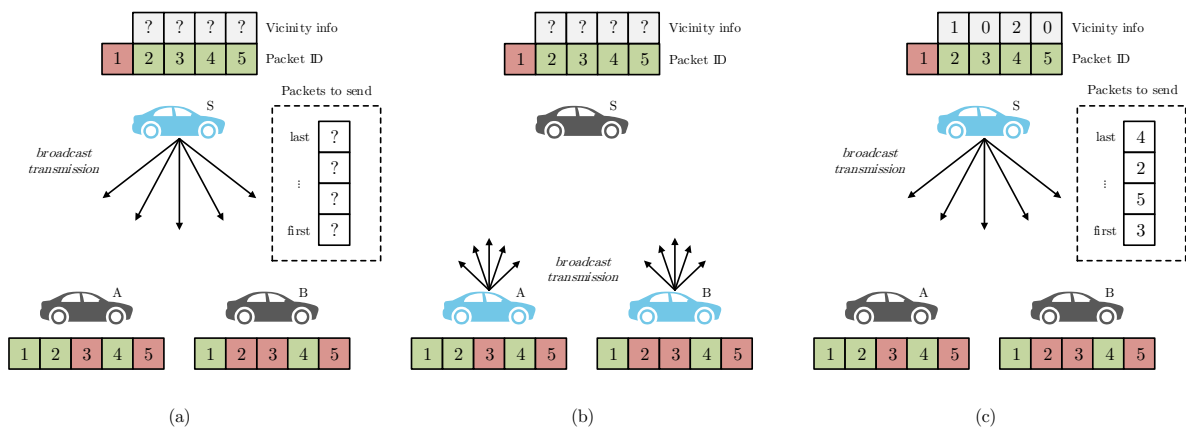 ? ? ? ? Vicinity info
1 2 3 4 5 Packet ID
S
Packets to send
broadcast
transmission
last ?
?
... ?
first ?
A
B
1 2 3 4 5
1 2 3 4 5
(a)
? ? ? ? Vicinity info
1 2 3 4 5 Packet ID
S
broadcast
transmission
A
B
1 2 3 4 5
1 2 3 4 5
(b)
1 0 2 0 Vicinity info
1 2 3 4 5 Packet ID
S
Packets to send
broadcast
transmission
last 4
2
... 5
first 3
A
B
1 2 3 4 5
1 2 3 4 5
(c)